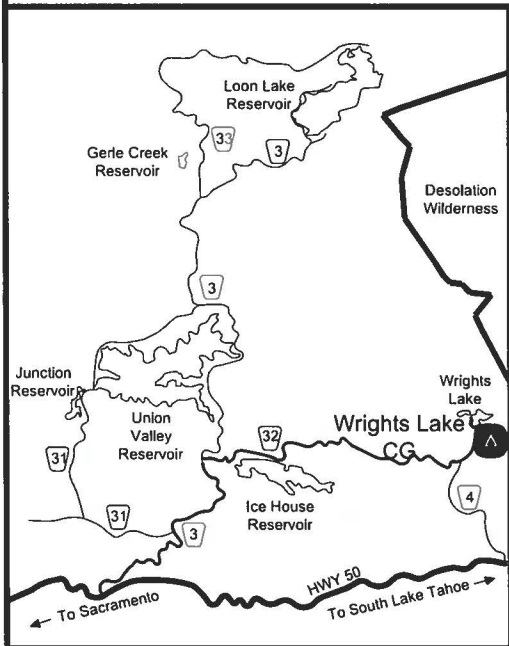 Loon Lake
Reservoir
33
3
Gerle Creek
Reservoir
Desolation
Wilderness
3
Junction
Reservoir
Wrights
Lake
Union
Valley
Reservoir
Wrights Lake
CG
32
31
4
Ice House
Reservoir
31
3
HWY 50
To Sacramento
To South Lake Tahoe